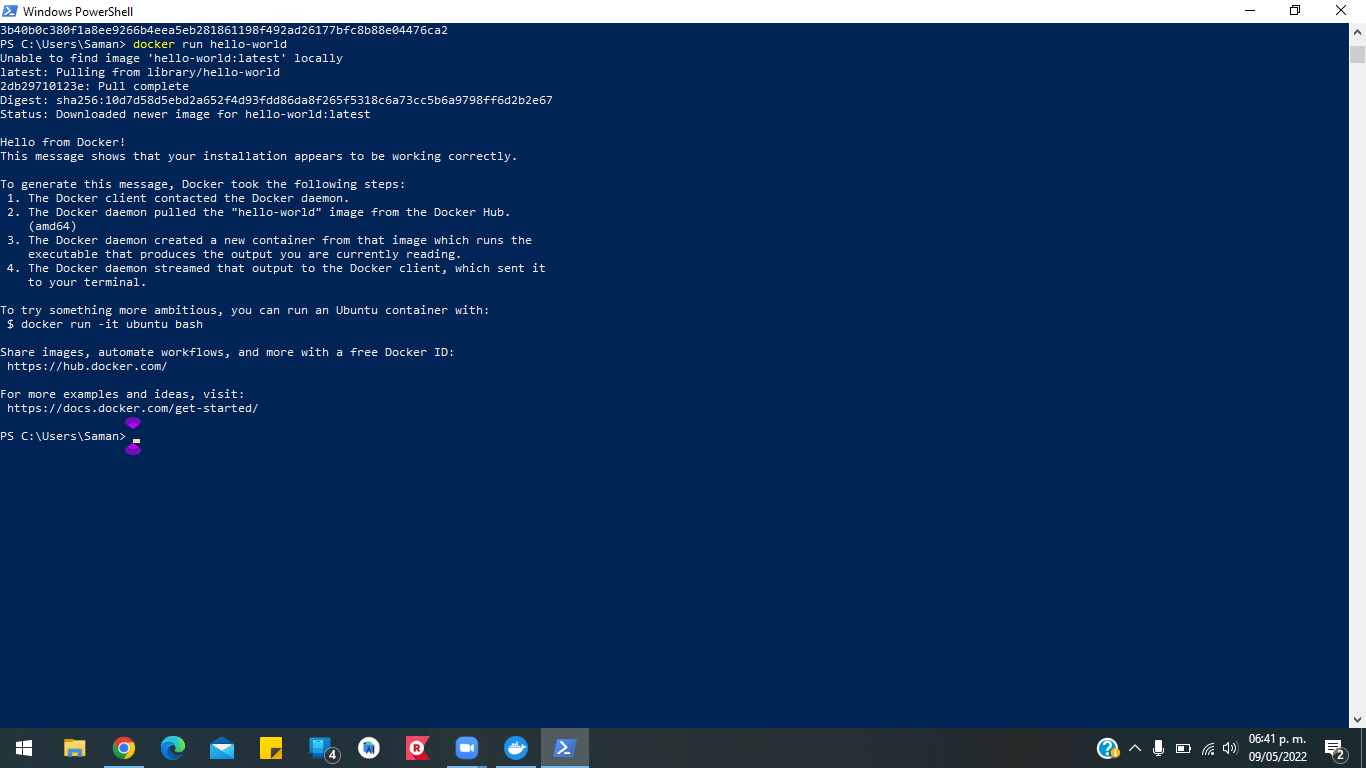 Windows PowerShell
3b40b0c380f1a8ee9266b4eea5eb281861198f492ad26177bfc8b88e04476ca2
PS C:\Users\Saman> docker run hello-world
Unable to find image 'hello-world:latest' locally
latest: Pulling from library/hello-world
2db29710123e: Pull complete
Digest: sha256:10d7d58d5ebd2a652f4d93fdd86da8f265f5318c6a73cc5b6a9798ff6d2b2e67
Status: Downloaded newer image for hello-world:latest
Hello from Docker!
This message shows that your installation appears to be working correctly.
To generate this message, Docker took the following steps:
1. The Docker client contacted the Docker daemon.
2. The Docker daemon pulled the "hello-world" image from the Docker Hub.
(amd64)
3. The Docker daemon created a new container from that image which runs the
executable that produces the output you are currently reading.
4. The Docker daemon streamed that output to the Docker client, which sent it
to your terminal.
To try something more ambitious, you can run an Ubuntu container with:
$ docker run -it ubuntu bash
Share images, automate workflows, and more with a free Docker ID:
https://hub.docker.com/
For more examples and ideas, visit:
https://docs.docker.com/get-started/
PS C:\Users\Saman>
4
R
06:41 p. m.
09/05/2022
2